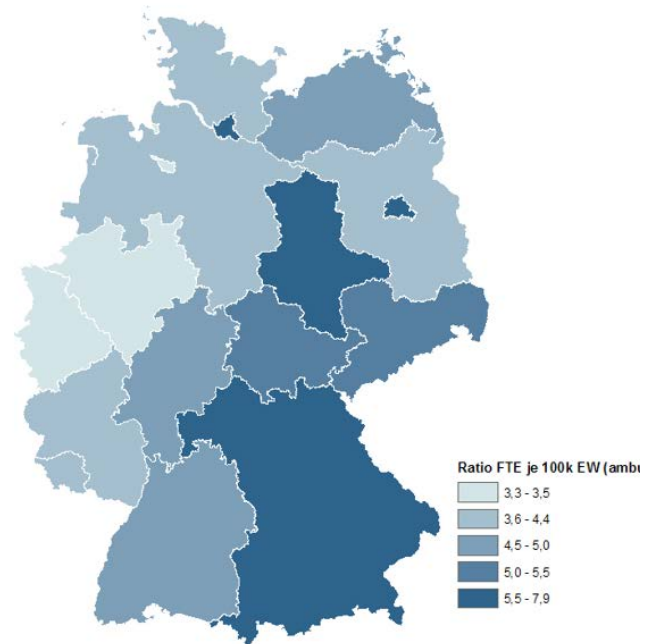 Ratio FTE je 100k EW (ambu
3,3 - 3,5
3,6 - 4,4
4,5 - 5,0
5,0 - 5,5
5,5 - 7,9